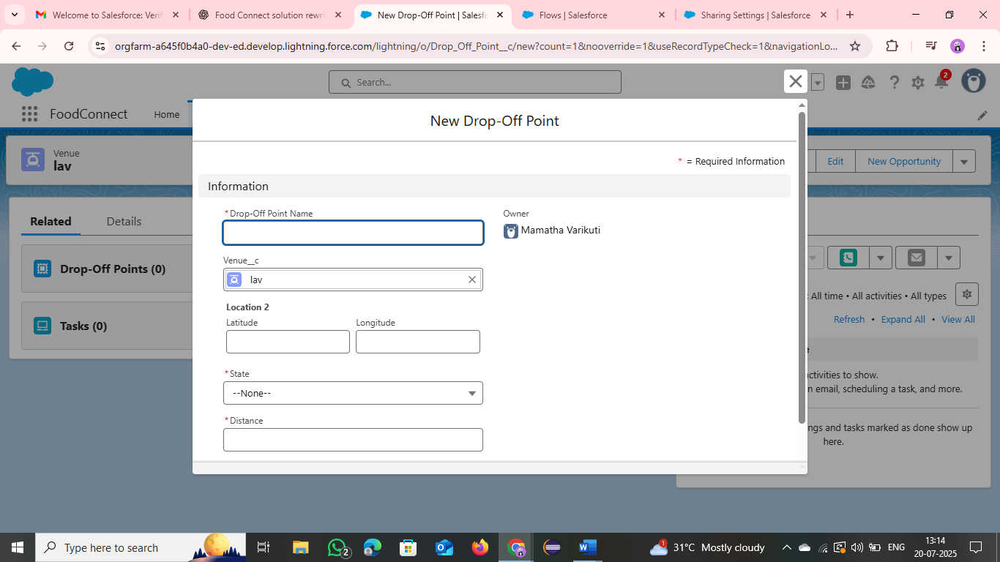 Welcome to Salesforce: Verif
Food Connect solution rewri
New Drop-Off Point | Salesfo
Flows | Salesforce
Sharing Settings | Salesforce
orgfarm-a645f0b4a0-dev-ed.develop.lightning.force.com/lightning/o/Drop_Off_Point__c/new?count=1&nooverride=1&useRecordTypeCheck=1&navigationLo...
Search...
2
FoodConnect
Home
New Drop-Off Point
Venue
lav
Edit
New Opportunity
* = Required Information
Information
Related
Details
*Drop-Off Point Name
Owner
Mamatha Varikuti
Drop-Off Points (0)
Venue__c
lav
Tasks (0)
Location 2
Latitude
Longitude
: All time • All activities • All types
Refresh • Expand All • View All
*State
--None--
*Distance
ctivities to show.
n email, scheduling a task, and more.
ngs and tasks marked as done show up
here.
Type here to search
2
1
31°C Mostly cloudy
ENG
13:14
20-07-2025